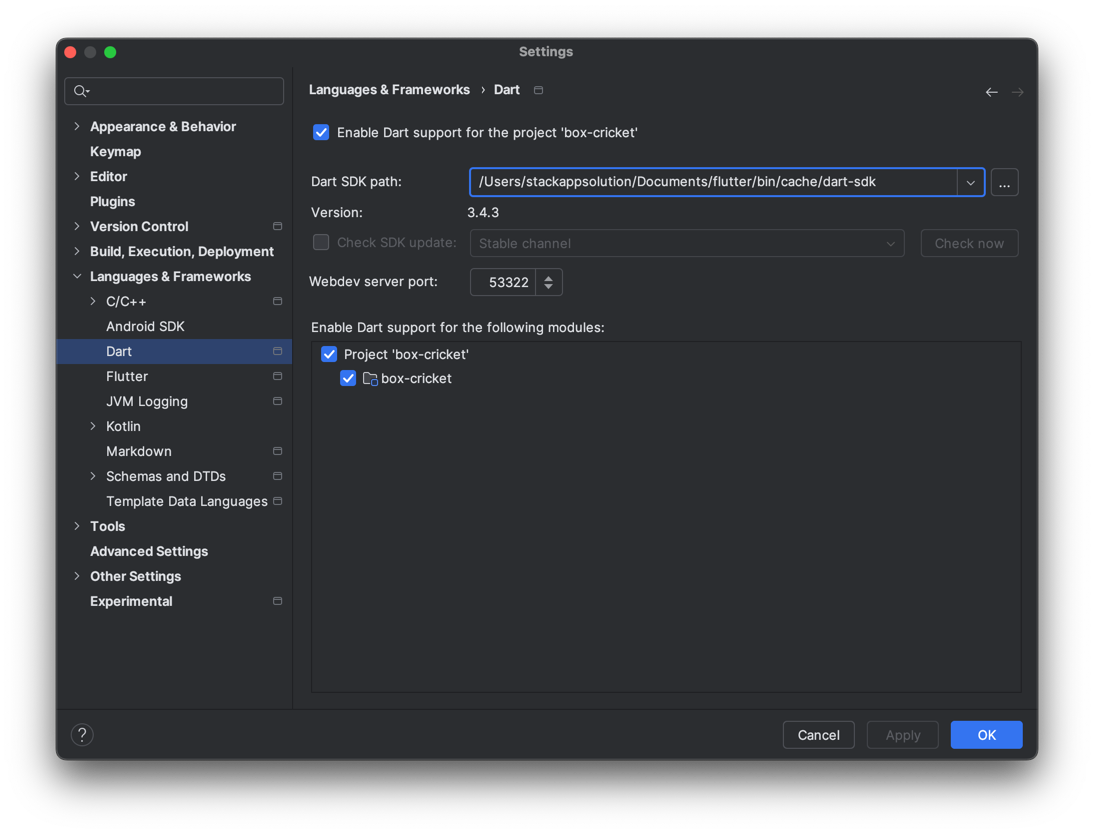 Settings
Languages & Frameworks › Dart
Appearance & Behavior
Keymap
Editor
Plugins
Version Control
Build, Execution, Deployment
Languages & Frameworks
C/C++
Android SDK
Dart
Flutter
JVM Logging
Kotlin
Markdown
Schemas and DTDs
Template Data Languages
Tools
Advanced Settings
Other Settings
Experimental
Enable Dart support for the project 'box-cricket'
Dart SDK path: /Users/stackappsolution/Documents/flutter/bin/cache/dart-sdk ...
Version: 3.4.3
Check SDK update: Stable channel Check now
Webdev server port: 53322
Enable Dart support for the following modules:
Project 'box-cricket'
box-cricket
? Cancel Apply OK